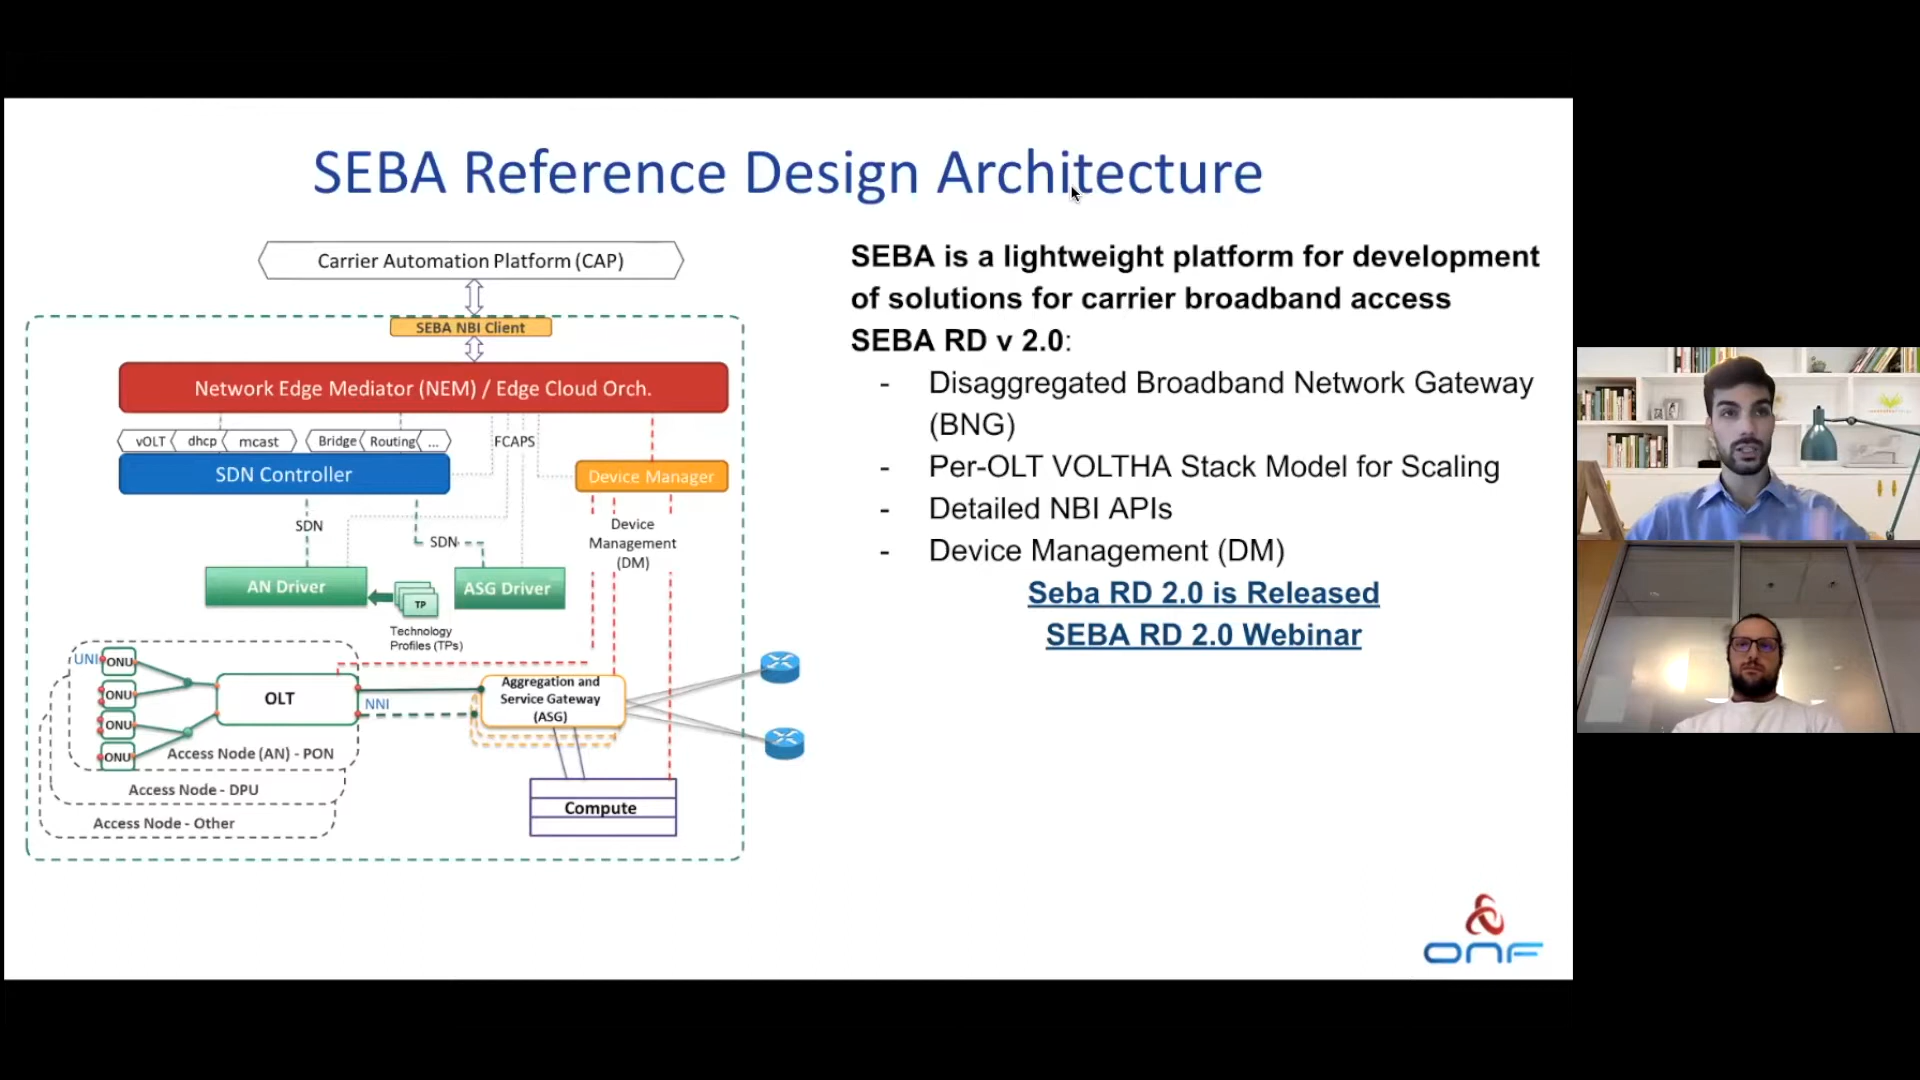 SEBA Reference Design Architecture
Carrier Automation Platform (CAP)
SEBA NBI Client
Network Edge Mediator (NEM) / Edge Cloud Orch.
vOLT dhcp mcast Bridge Routing ... FCAPS
SDN Controller
Device Manager
SDN
SDN
Device
Management
(DM)
AN Driver
TP
ASG Driver
Technology
Profiles (TPs)
UNI
ONU
ONU
ONU
ONU
OLT
NNI
Aggregation and
Service Gateway
(ASG)
Access Node (AN) - PON
Access Node - DPU
Access Node - Other
Compute
SEBA is a lightweight platform for development
of solutions for carrier broadband access
SEBA RD v 2.0:
- Disaggregated Broadband Network Gateway
(BNG)
- Per-OLT VOLTHA Stack Model for Scaling
- Detailed NBI APIs
- Device Management (DM)
Seba RD 2.0 is Released
SEBA RD 2.0 Webinar
ONF